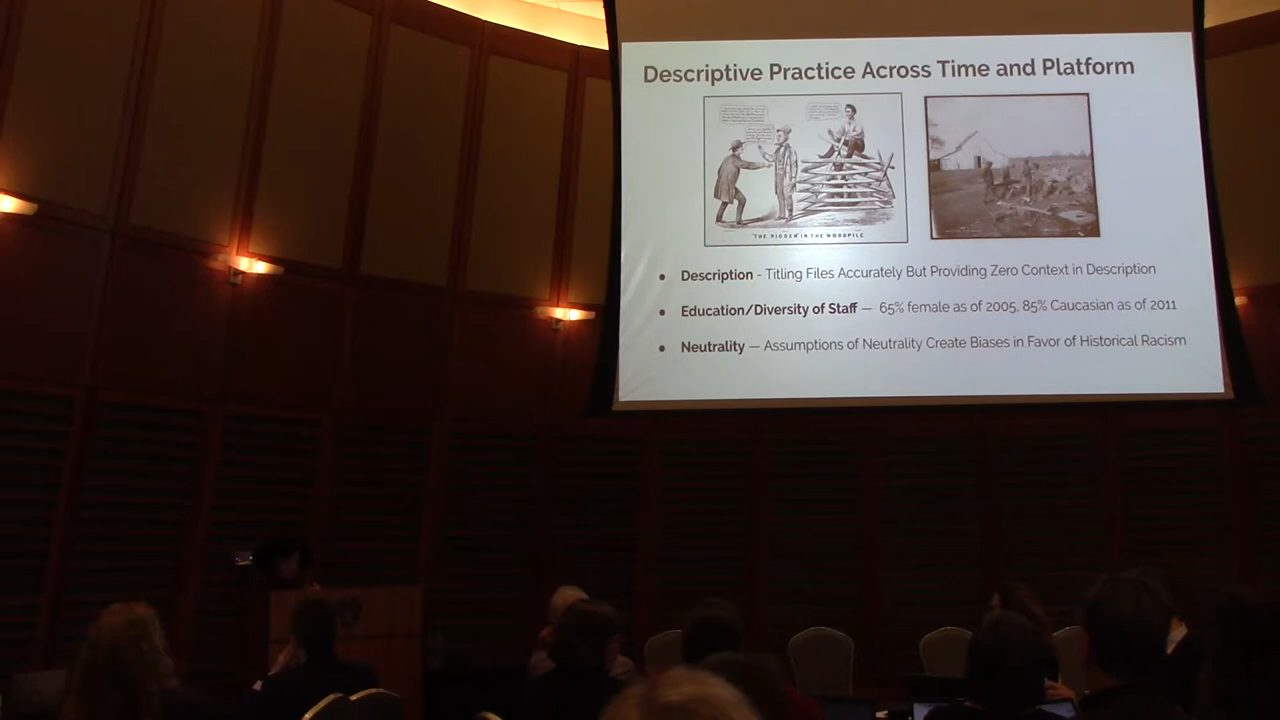 Descriptive Practice Across Time and Platform
"THE NIGGER" IN THE WOODPILE
● Description - Titling Files Accurately But Providing Zero Context in Description
● Education/Diversity of Staff — 65% female as of 2005, 85% Caucasian as of 2011
● Neutrality — Assumptions of Neutrality Create Biases in Favor of Historical Racism